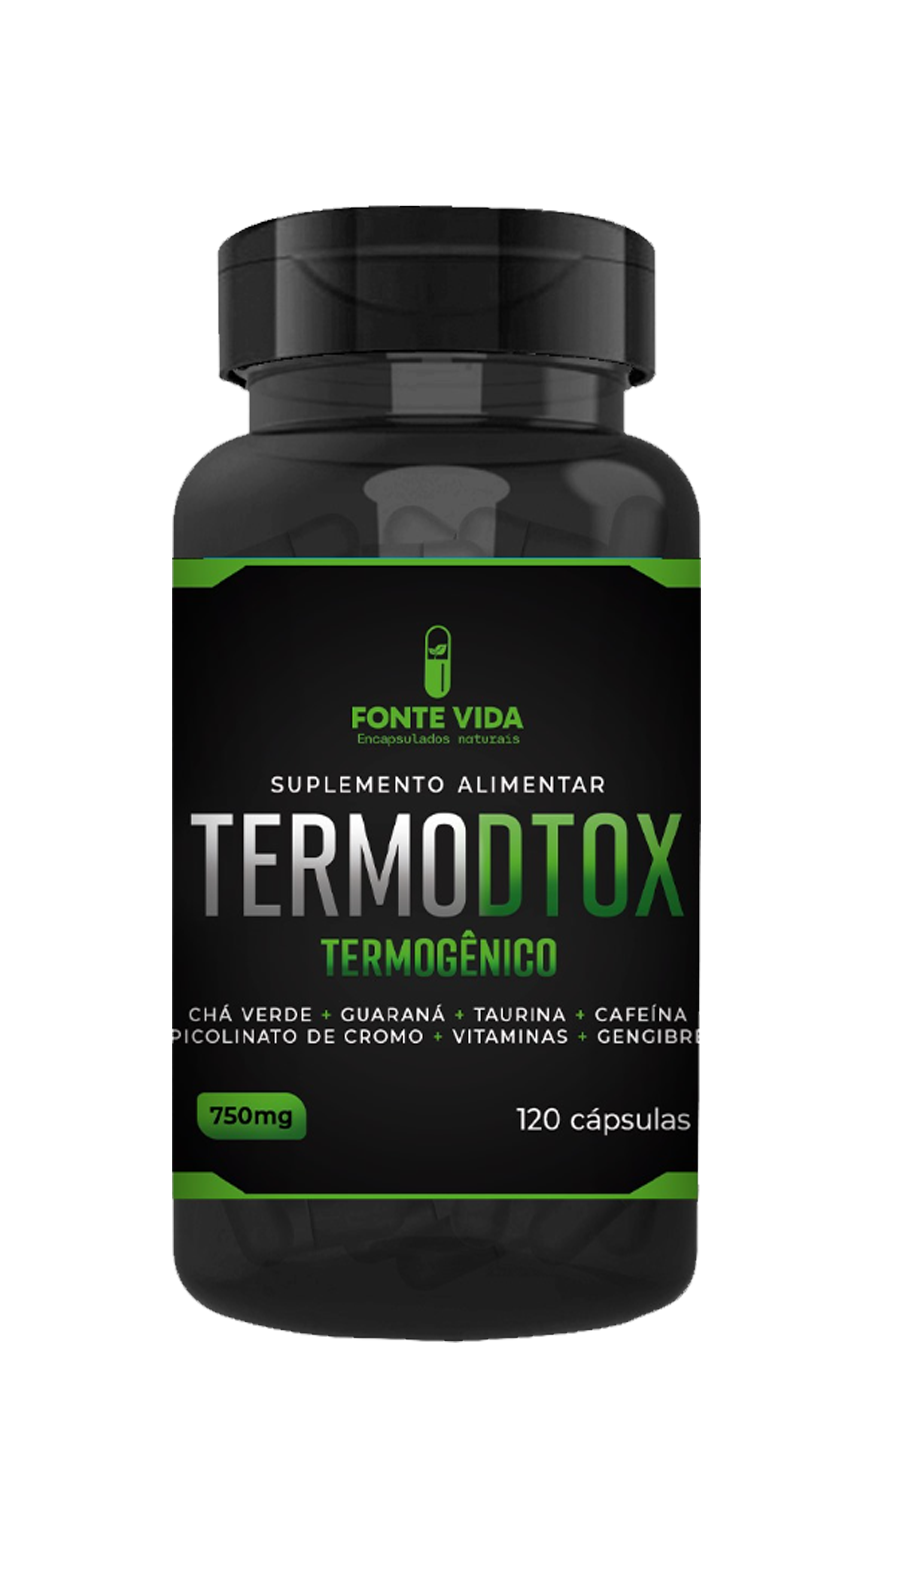 FONTE VIDA
Encapsulados naturais
SUPLEMENTO ALIMENTAR
TERMODTOX
TERMOGÊNICO
CHÁ VERDE + GUARANÁ + TAURINA + CAFEÍNA
PICOLINATO DE CROMO + VITAMINAS + GENGIBRE
750mg
120 cápsulas